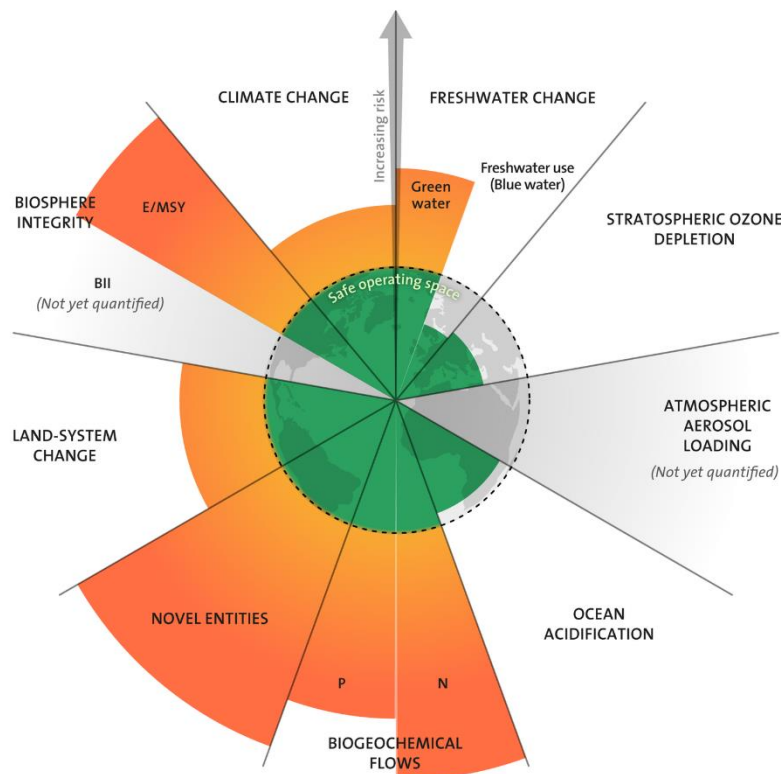 CLIMATE CHANGE
FRESHWATER CHANGE
Increasing risk
Freshwater use
(Blue water)
Green
water
BIOSPHERE
INTEGRITY
E/MSY
STRATOSPHERIC OZONE
DEPLETION
BII
(Not yet quantified)
Safe operating space
LAND-SYSTEM
CHANGE
ATMOSPHERIC
AEROSOL
LOADING
(Not yet quantified)
NOVEL ENTITIES
OCEAN
ACIDIFICATION
P
N
BIOGEOCHEMICAL
FLOWS